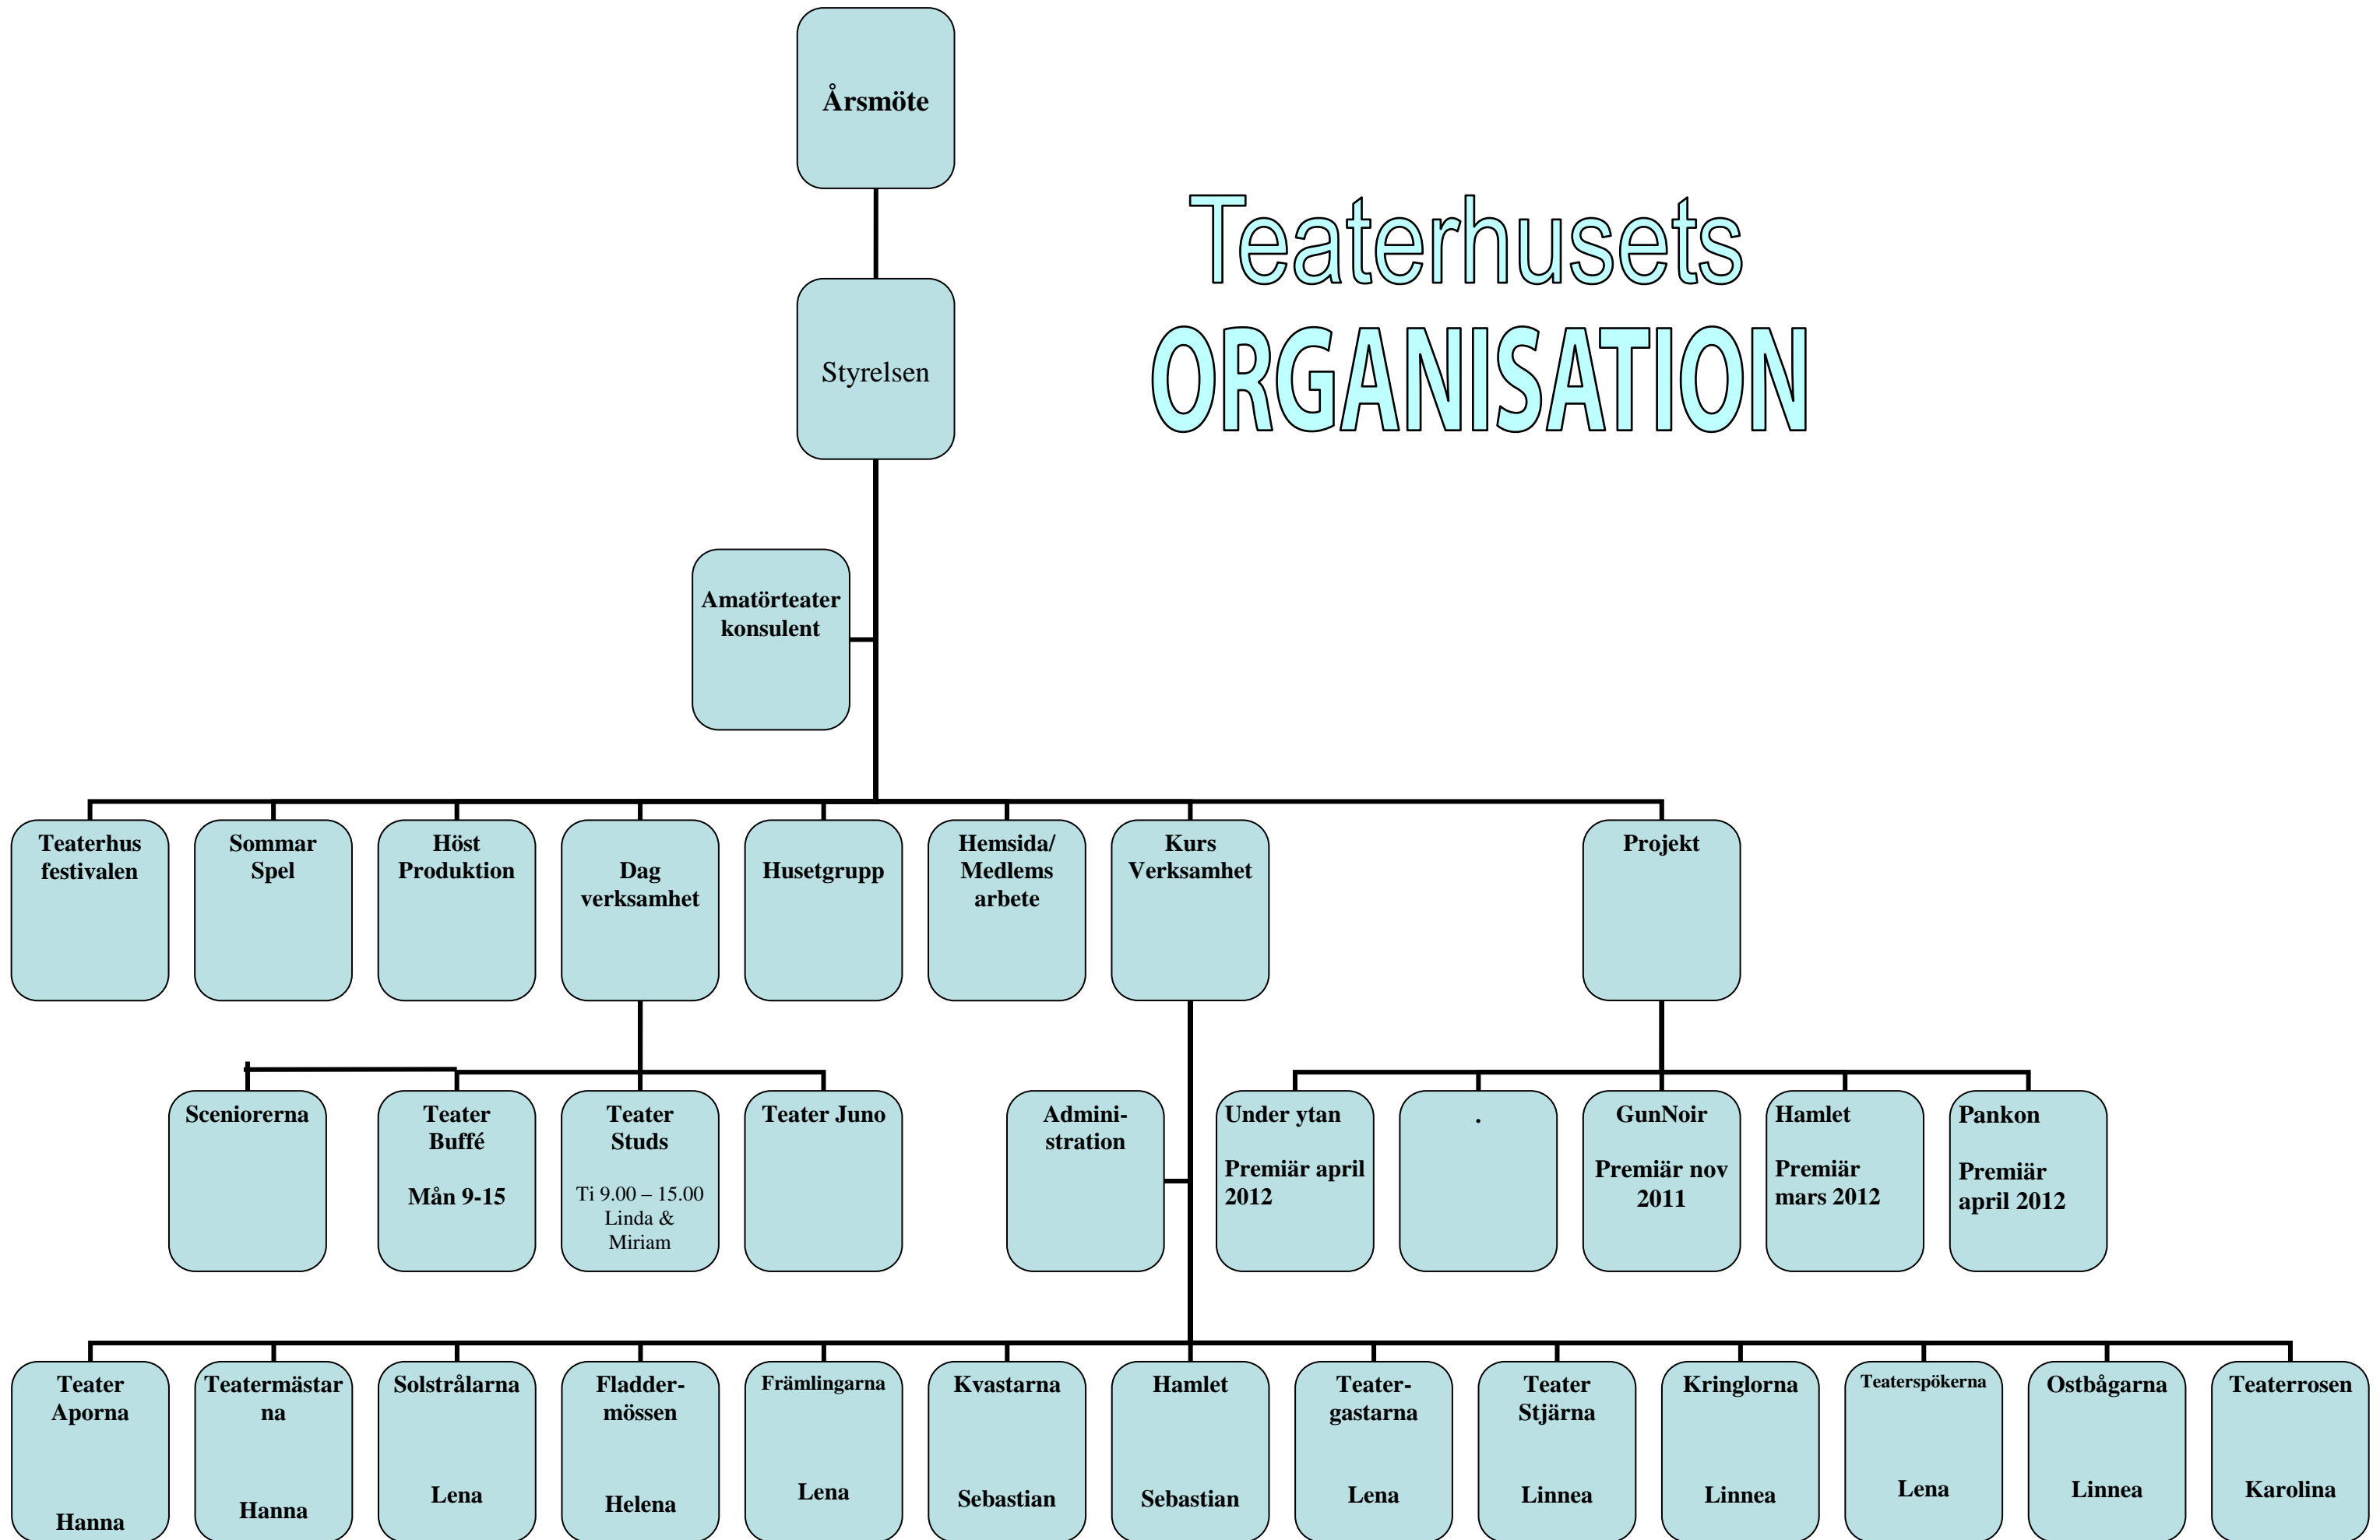 Årsmöte
Teaterhusets
ORGANISATION
Styrelsen
Amatörteater
konsulent
Teaterhus
festivalen
Sommar
Spel
Höst
Produktion
Dag
verksamhet
Husetgrupp
Hemsida/
Medlems
arbete
Kurs
Verksamhet
Projekt
Sceniorerna
Teater
Buffé
Mån 9-15
Teater
Studs
Ti 9.00 – 15.00
Linda &
Miriam
Teater Juno
Admini-
stration
Under ytan
Premiär april
2012
.
GunNoir
Premiär nov
2011
Hamlet
Premiär
mars 2012
Pankon
Premiär
april 2012
Teater
Aporna
Hanna
Teatermästar
na
Hanna
Solstrålarna
Lena
Fladder-
mössen
Helena
Främlingarna
Lena
Kvastarna
Sebastian
Hamlet
Sebastian
Teater-
gastarna
Lena
Teater
Stjärna
Linnea
Kringlorna
Linnea
Teaterspökerna
Lena
Ostbågarna
Linnea
Teaterrosen
Karolina